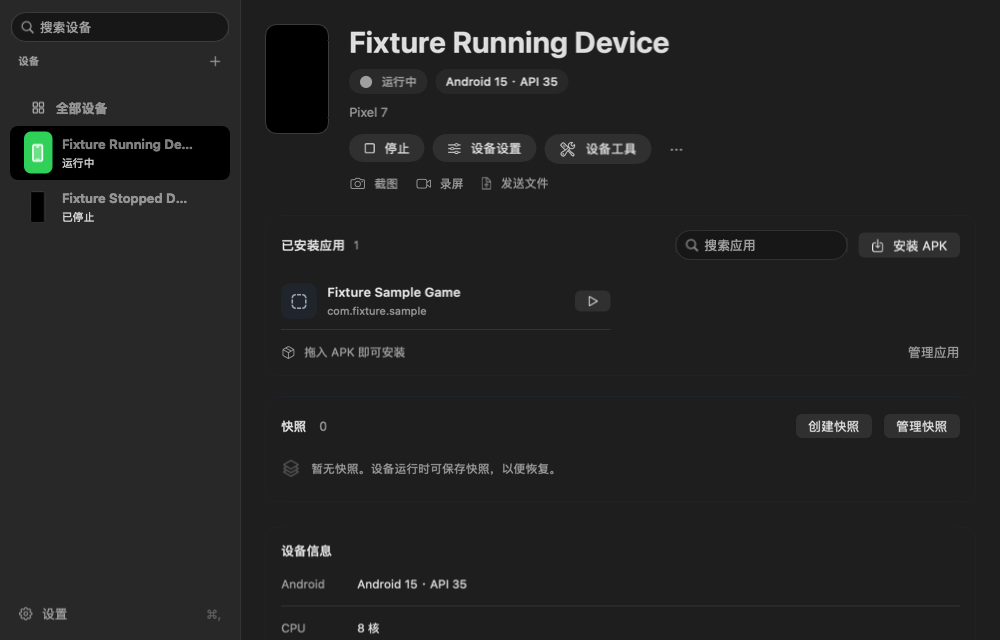 搜索设备
设备
全部设备
Fixture Running De...
运行中
Fixture Stopped D...
已停止
设置
⌘,
Fixture Running Device
运行中
Android 15 · API 35
Pixel 7
停止
设备设置
设备工具
...
截图
录屏
发送文件
已安装应用 1
搜索应用
安装 APK
Fixture Sample Game
com.fixture.sample
拖入 APK 即可安装
管理应用
快照 0
创建快照
管理快照
暂无快照。设备运行时可保存快照，以便恢复。
设备信息
Android Android 15 · API 35
CPU 8 核